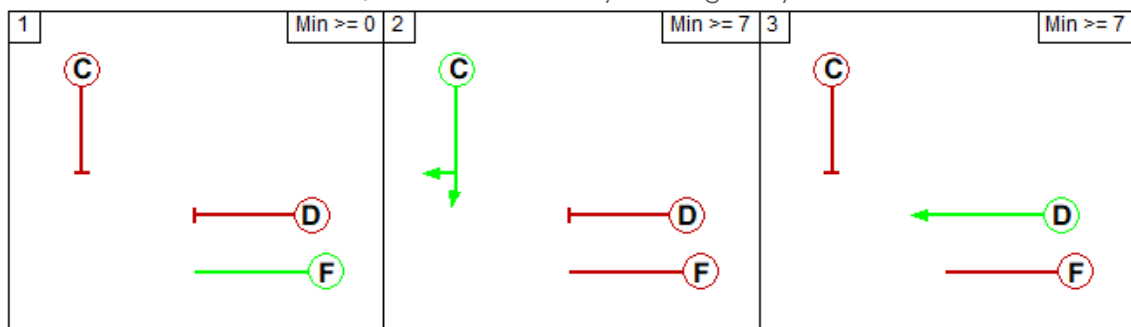 1 Min >= 0 2 Min >= 7 3 Min >= 7
C C C
D D D
F F F